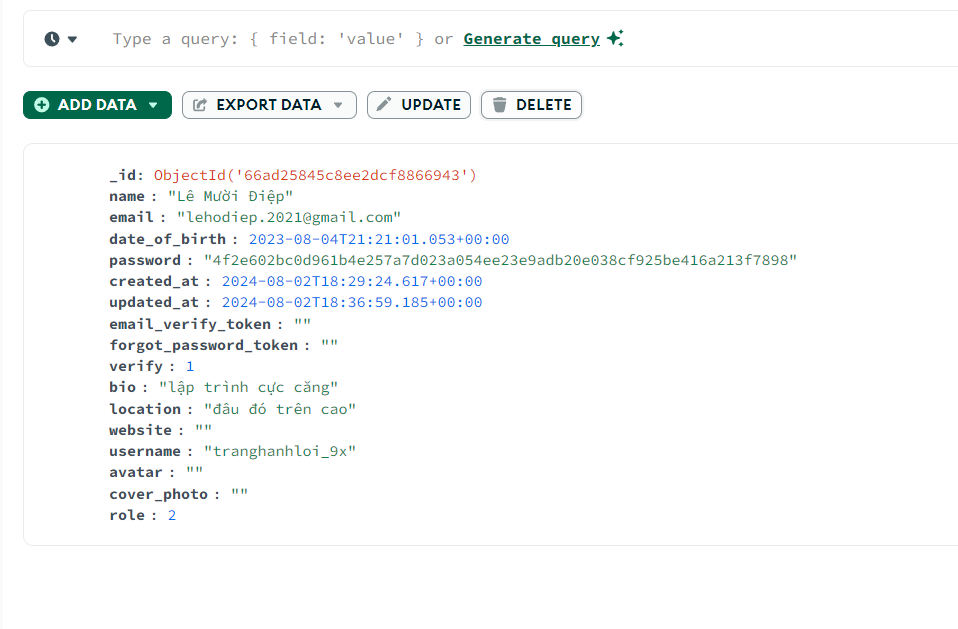 Type a query: { field: 'value' } or Generate query
ADD DATA EXPORT DATA UPDATE DELETE
_id: ObjectId('66ad25845c8ee2dcf8866943')
name : "Lê Mười Điệp"
email : "lehodiep.2021@gmail.com"
date_of_birth : 2023-08-04T21:21:01.053+00:00
password : "4f2e602bc0d961b4e257a7d023a054ee23e9adb20e038cf925be416a213f7898"
created_at : 2024-08-02T18:29:24.617+00:00
updated_at : 2024-08-02T18:36:59.185+00:00
email_verify_token : ""
forgot_password_token : ""
verify : 1
bio : "lập trình cực căng"
location : "đâu đó trên cao"
website : ""
username : "tranghanhloi_9x"
avatar : ""
cover_photo : ""
role : 2